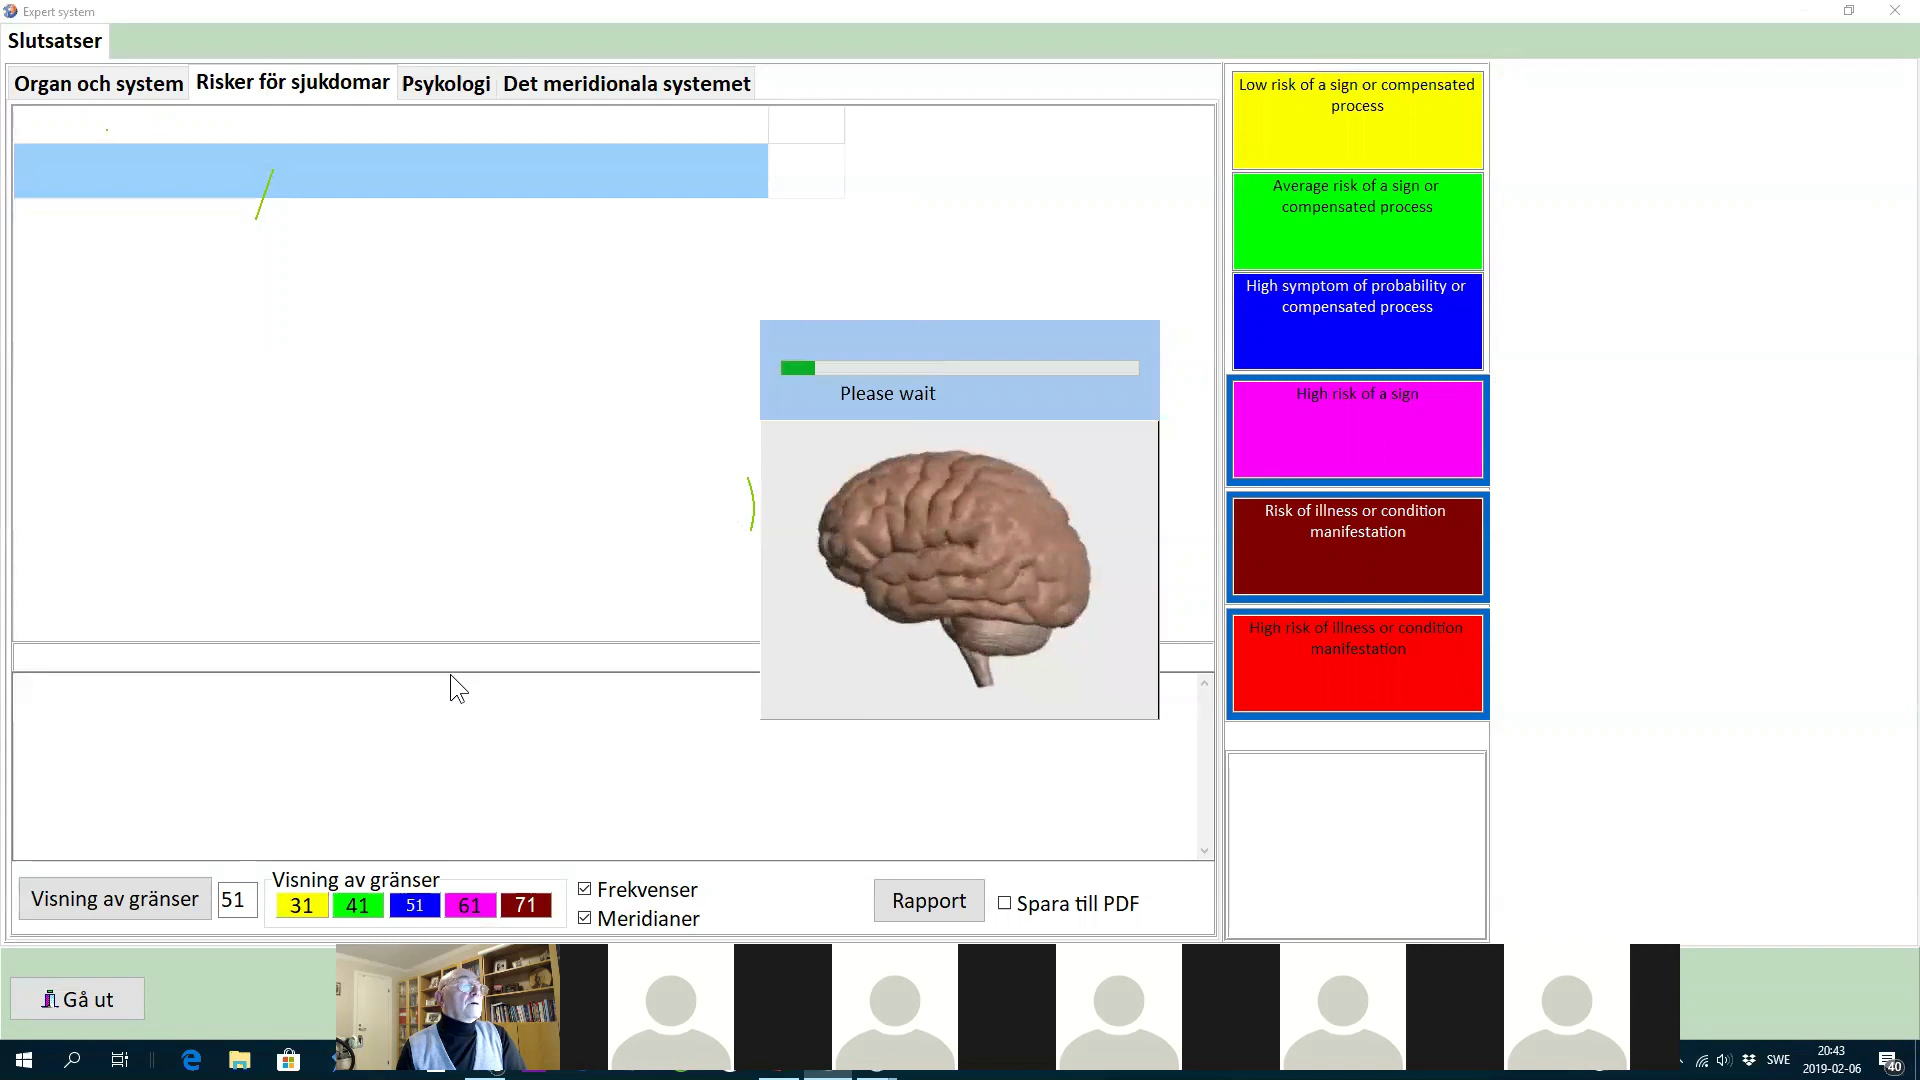 Expert system
Slutsatser
Organ och system
Risker för sjukdomar
Psykologi
Det meridionala systemet
Low risk of a sign or compensated
process
Average risk of a sign or
compensated process
High symptom of probability or
compensated process
Please wait
High risk of a sign
Risk of illness or condition
manifestation
High risk of illness or condition
manifestation
Visning av gränser
51
Visning av gränser
31
41
51
61
71
Frekvenser
Meridianer
Rapport
Spara till PDF
Gå ut
SWE
20:43
2019-02-06
40